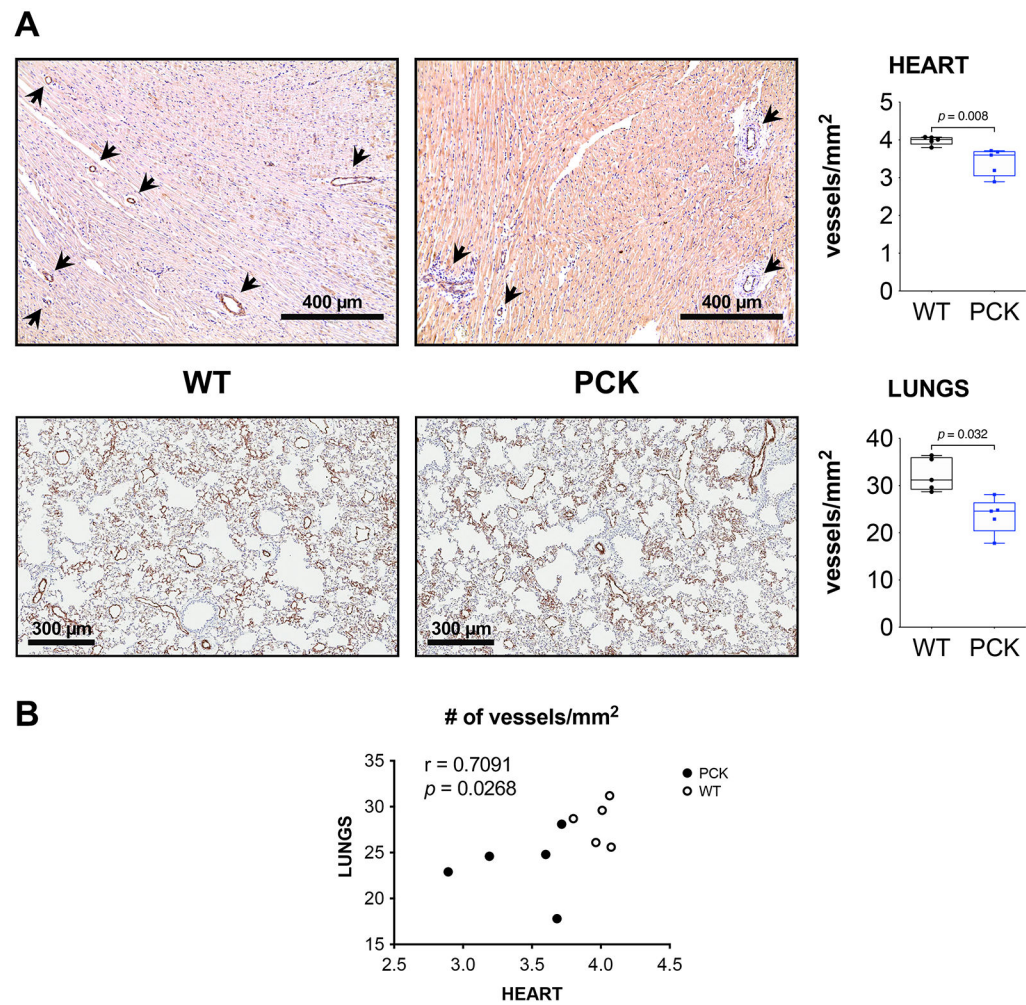 A
HEART
vessels/mm²
5
4
3
2
1
0
p = 0.008
WT PCK
400 µm
400 µm
WT
PCK
LUNGS
vessels/mm²
40
30
20
10
0
p = 0.032
WT PCK
300 µm
300 µm
B
# of vessels/mm²
r = 0.7091
p = 0.0268
PCK
WT
LUNGS
35
30
25
20
15
2.5 3.0 3.5 4.0 4.5
HEART